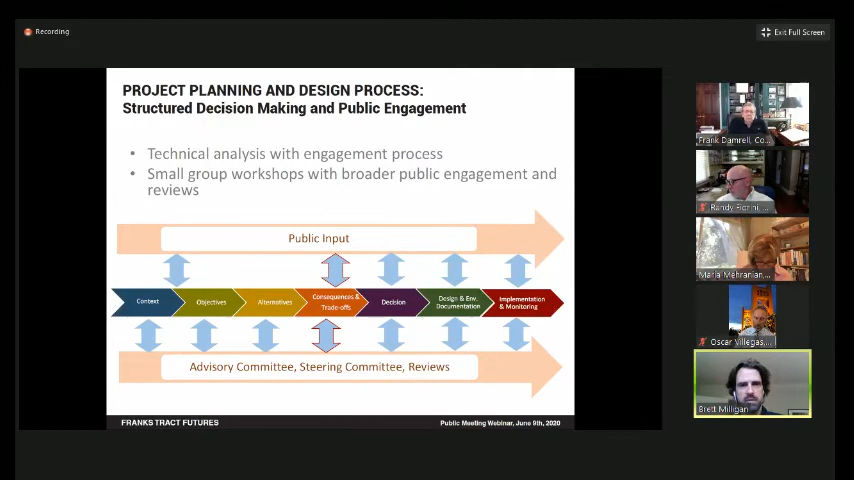 Recording
Exit Full Screen
PROJECT PLANNING AND DESIGN PROCESS:
Structured Decision Making and Public Engagement
• Technical analysis with engagement process
• Small group workshops with broader public engagement and
reviews
Public Input
Context
Objectives
Alternatives
Consequences &
Trade-offs
Decision
Design & Env.
Documentation
Implementation
& Monitoring
Advisory Committee, Steering Committee, Reviews
FRANKS TRACT FUTURES
Public Meeting Webinar, June 9th, 2020
Frank Damrell, Co...
Randy Fiorini, ...
Maria Mehranian,...
Oscar Villegas,...
Brett Milligan